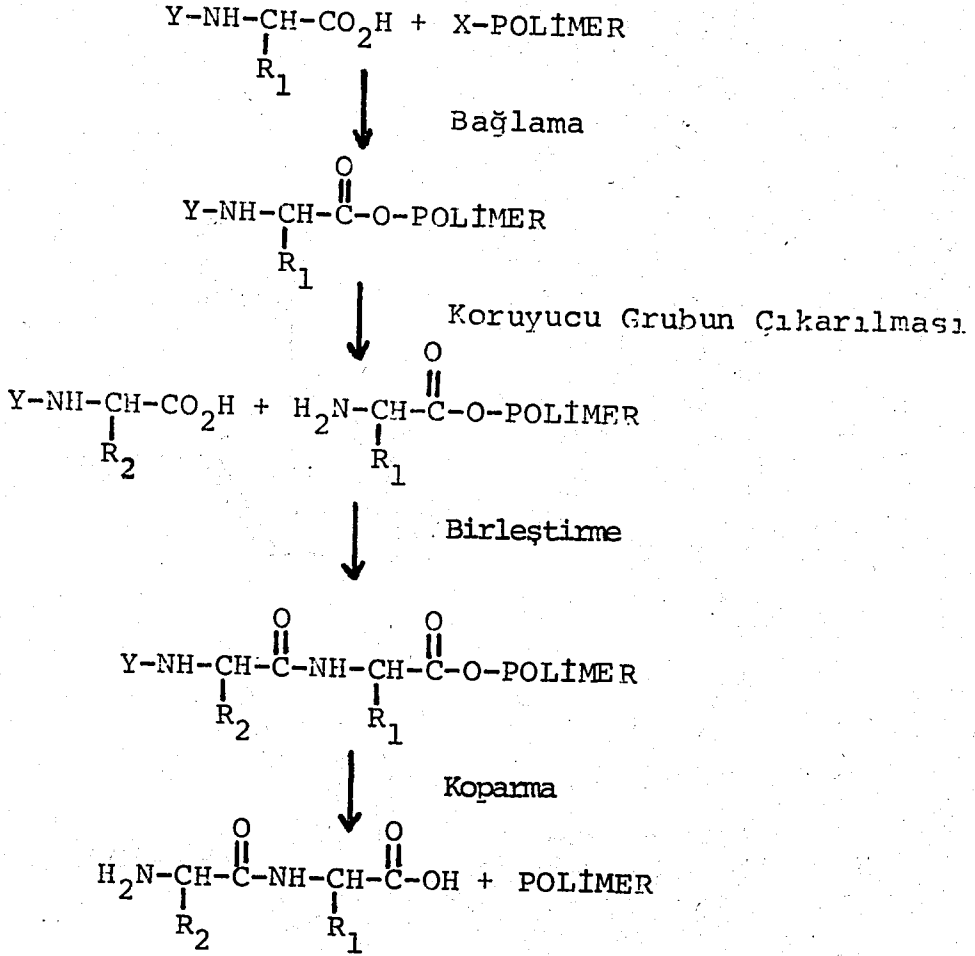 Y-NH-CH-CO2H + X-POLİMER
R1
Bağlama
O
Y-NH-CH-C-O-POLİMER
R1
Koruyucu Grubun Çıkarılması
O
Y-NH-CH-CO2H + H2N-CH-C-O-POLİMER
R2 R1
Birleştirme
O O
Y-NH-CH-C-NH-CH-C-O-POLİMER
R2 R1
Koparma
O O
H2N-CH-C-NH-CH-C-OH + POLİMER
R2 R1